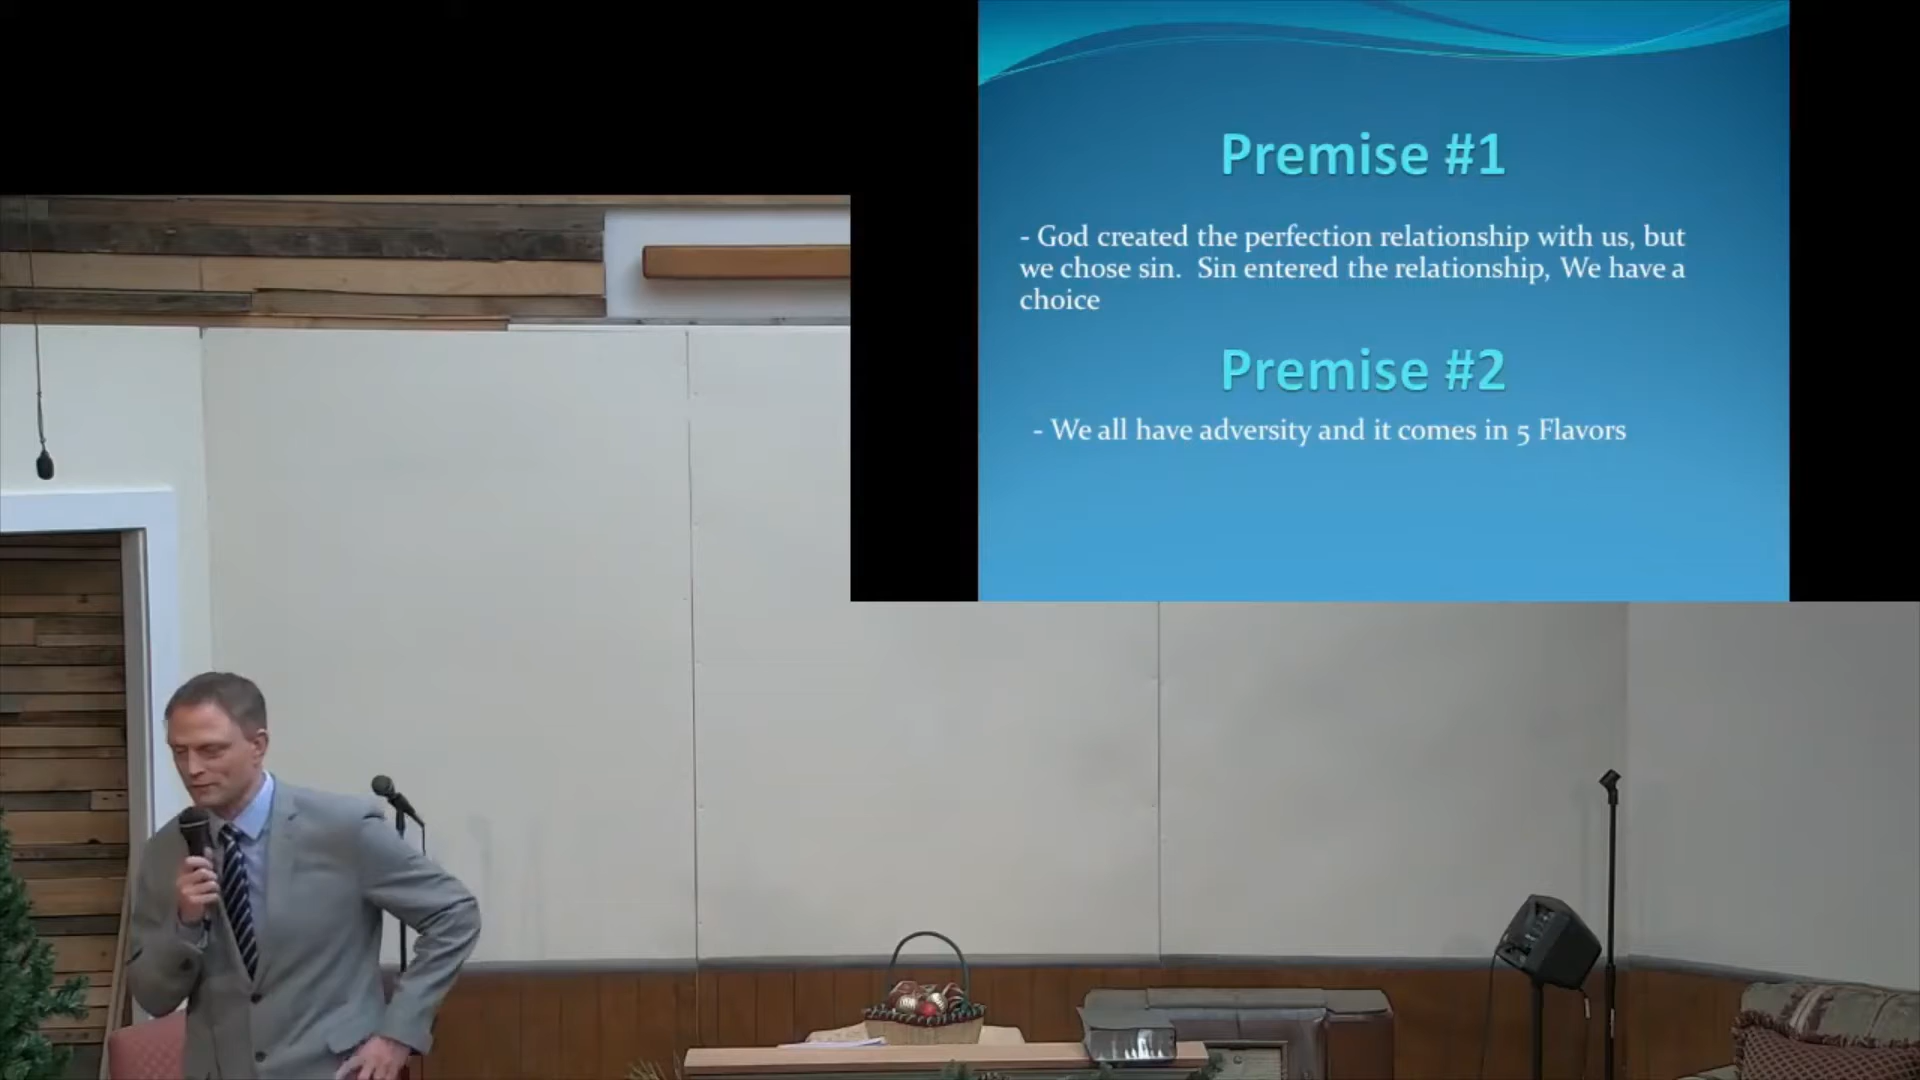 Premise #1
- God created the perfection relationship with us, but
we chose sin.  Sin entered the relationship, We have a
choice
Premise #2
- We all have adversity and it comes in 5 Flavors